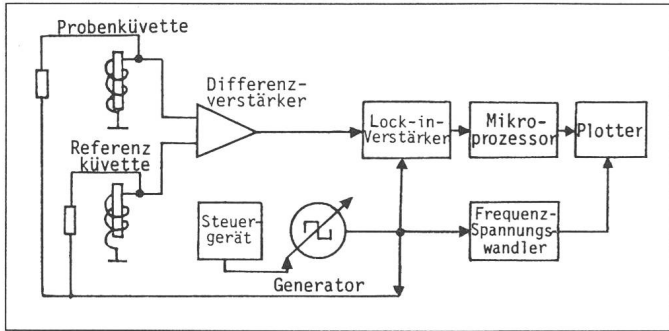 Probenküvette
Differenz-
verstärker
Lock-in-
Verstärker
Mikro-
prozessor
Plotter
Referenz
küvette
Steuer-
gerät
Generator
Frequenz-
Spannungs
wandler